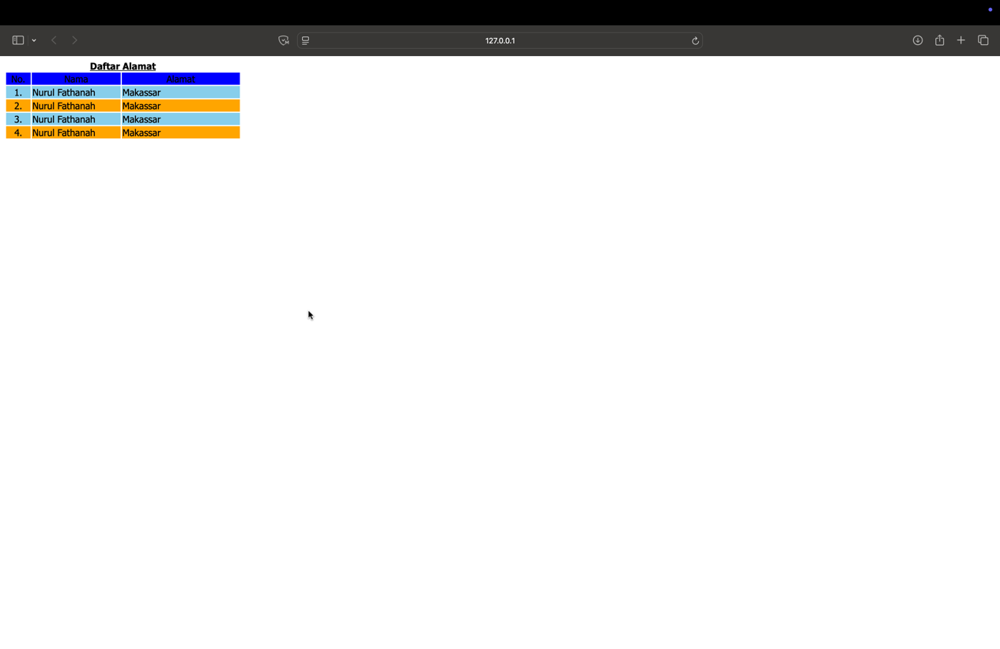 127.0.0.1
Daftar Alamat
No. Nama Alamat
1. Nurul Fathanah Makassar
2. Nurul Fathanah Makassar
3. Nurul Fathanah Makassar
4. Nurul Fathanah Makassar